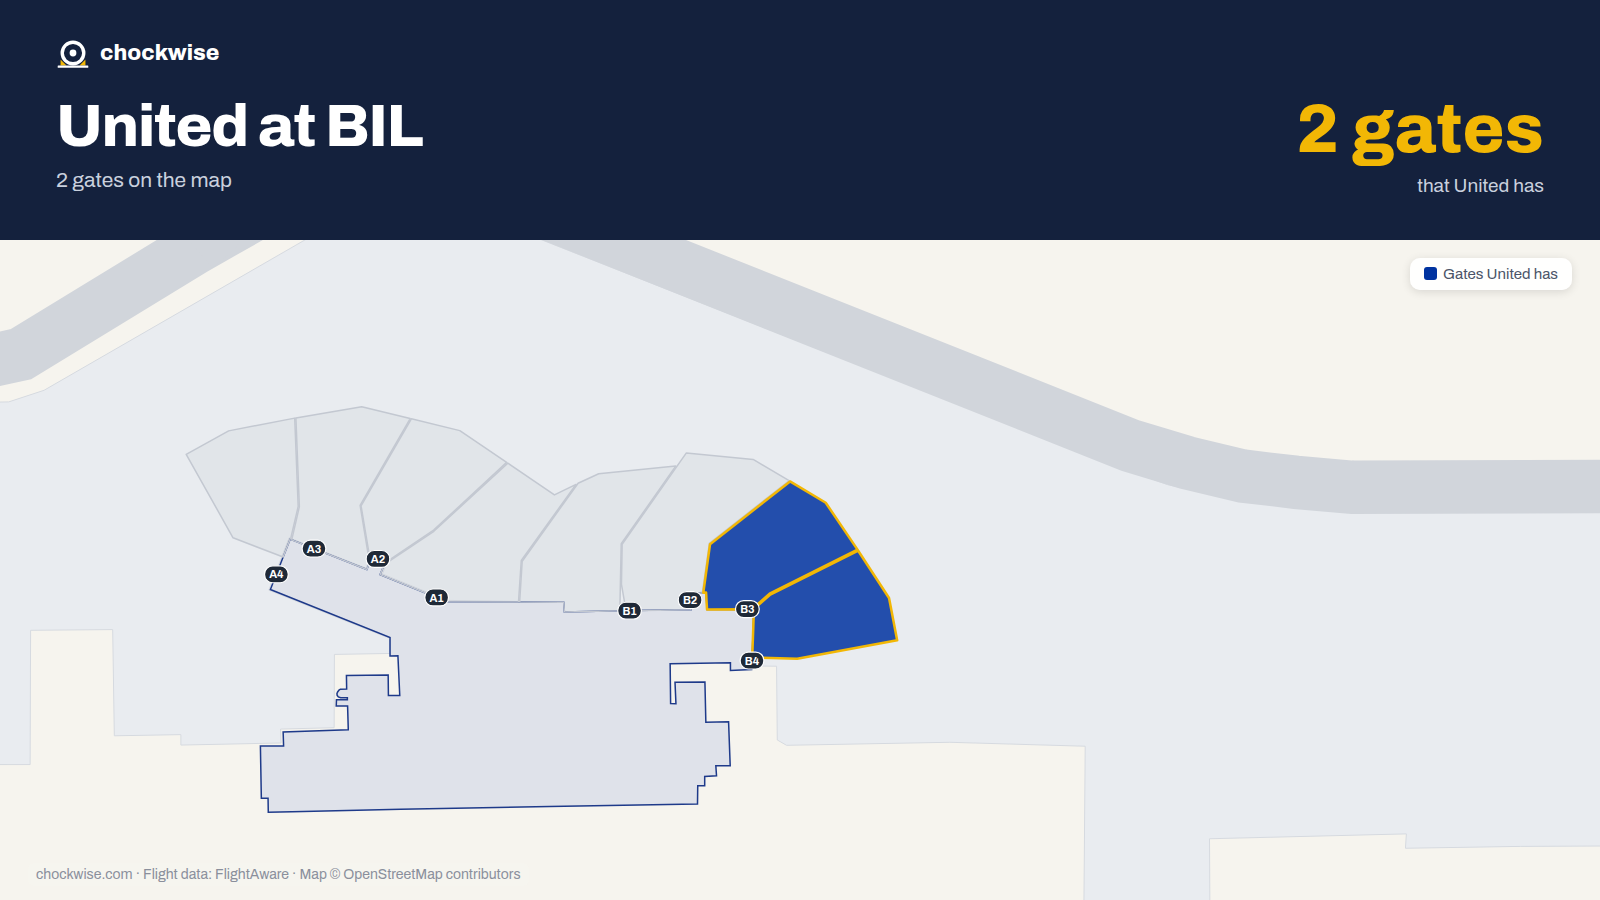 chockwise
United at BIL
2 gates on the map
2 gates
that United has
Gates United has
A3
A2
A4
A1
B2
B1
B3
B4
chockwise.com · Flight data: FlightAware · Map © OpenStreetMap contributors